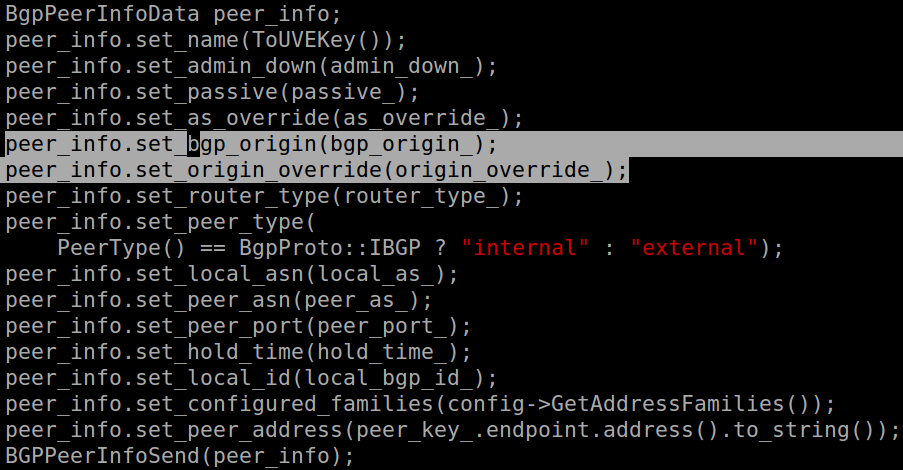 BgpPeerInfoData peer_info;
peer_info.set_name(ToUVEKey());
peer_info.set_admin_down(admin_down_);
peer_info.set_passive(passive_);
peer_info.set_as_override(as_override_);
peer_info.set_bgp_origin(bgp_origin_);
peer_info.set_origin_override(origin_override_);
peer_info.set_router_type(router_type_);
peer_info.set_peer_type(
    PeerType() == BgpProto::IBGP ? "internal" : "external");
peer_info.set_local_asn(local_as_);
peer_info.set_peer_asn(peer_as_);
peer_info.set_peer_port(peer_port_);
peer_info.set_hold_time(hold_time_);
peer_info.set_local_id(local_bgp_id_);
peer_info.set_configured_families(config->GetAddressFamilies());
peer_info.set_peer_address(peer_key_.endpoint.address().to_string());
BGPPeerInfoSend(peer_info);